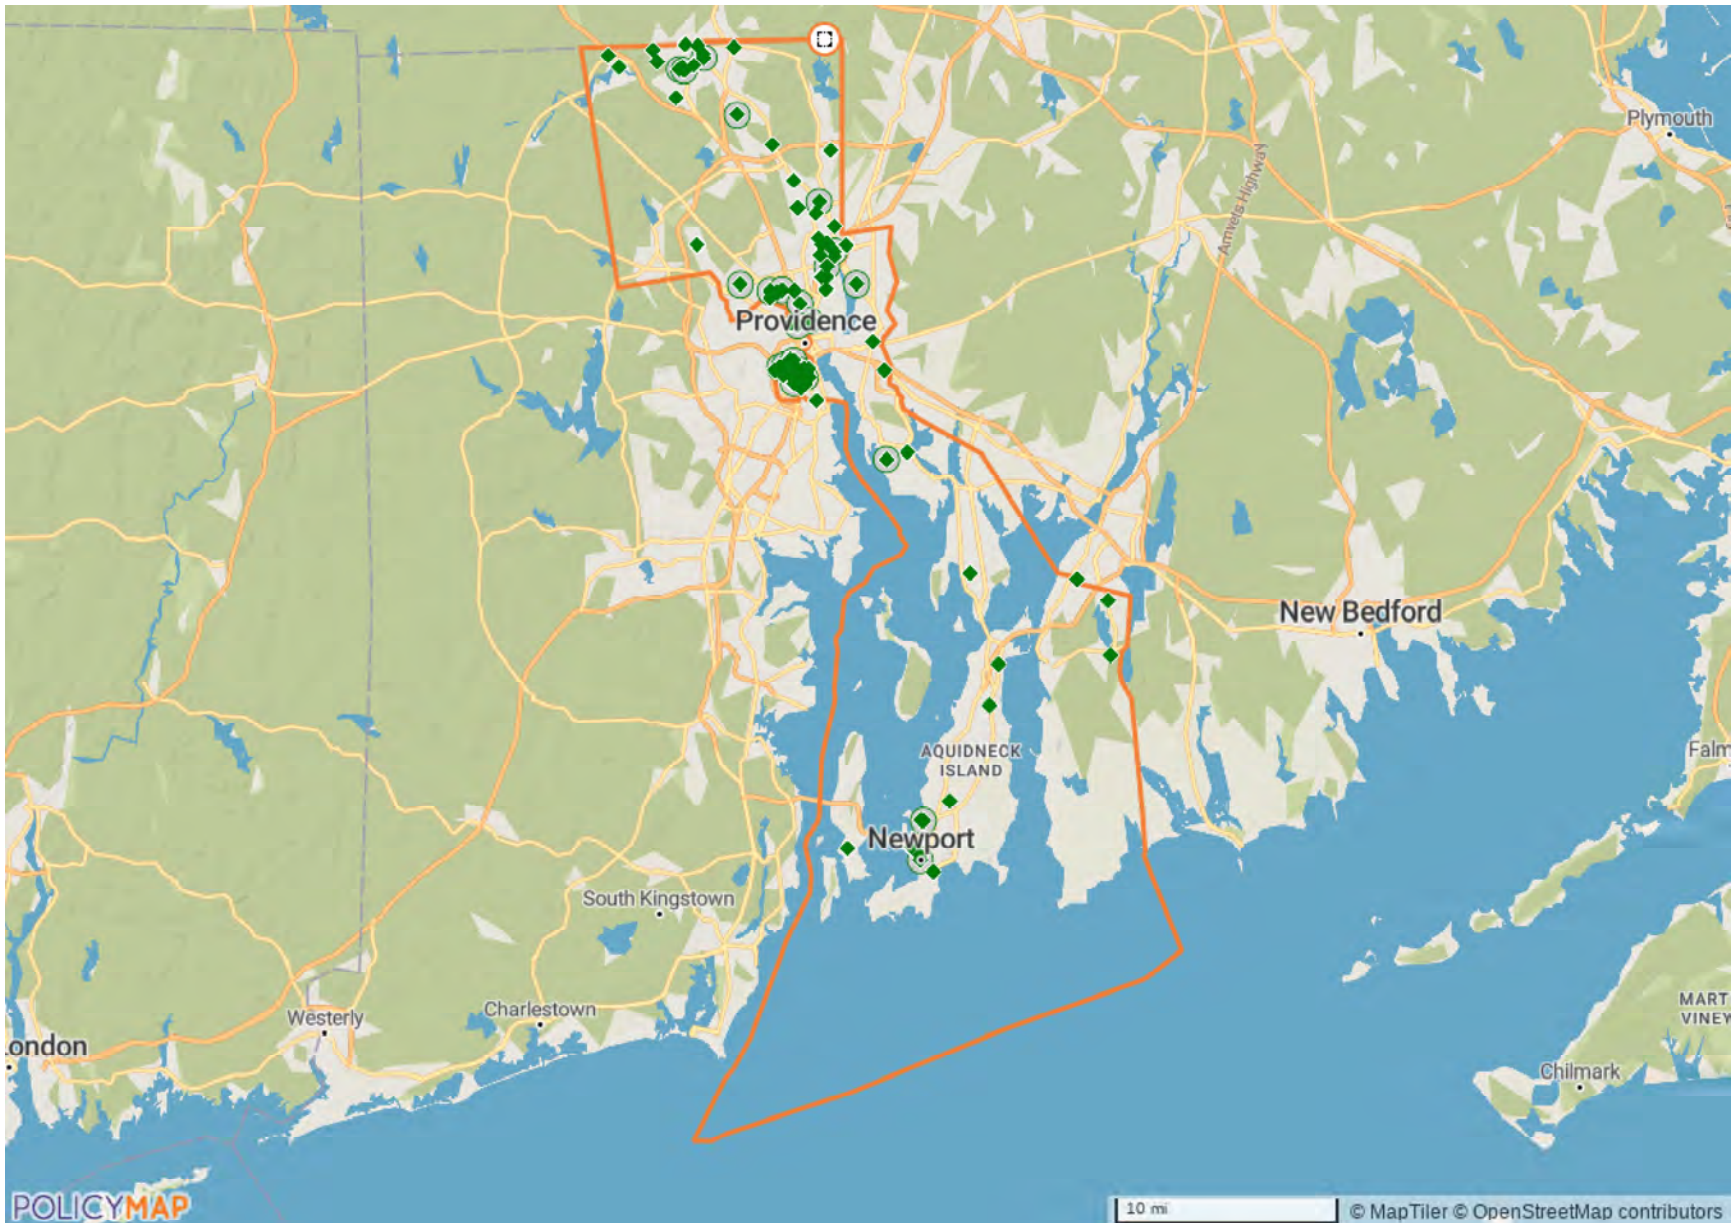 Plymouth
Amvets Highway
Providence
New Bedford
AQUIDNECK
ISLAND
Falm
Newport
South Kingstown
Charlestown
Westerly
ondon
MART
VINEY
Chilmark
POLICYMAP
10 mi
© MapTiler © OpenStreetMap contributors